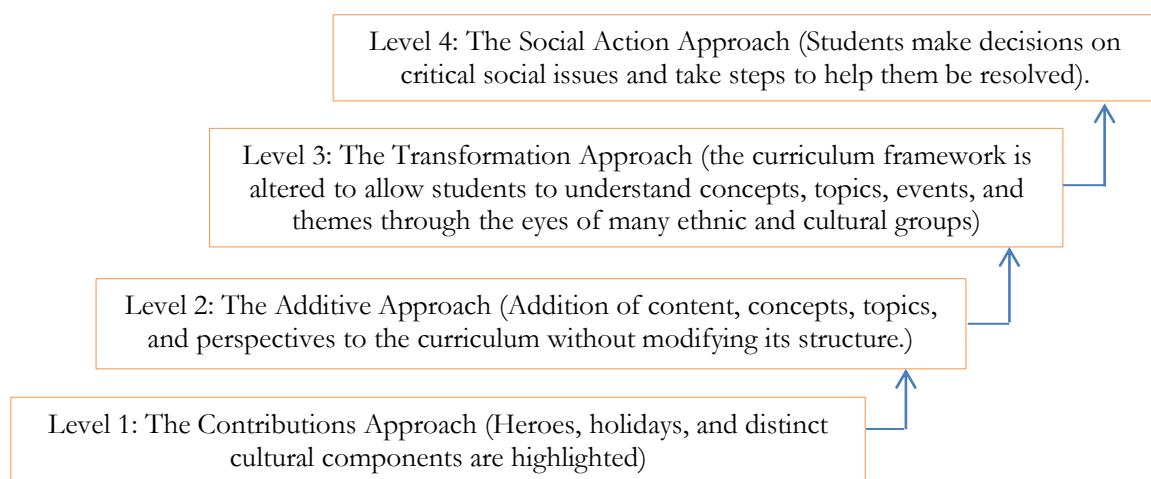 Level 4: The Social Action Approach (Students make decisions on
critical social issues and take steps to help them be resolved).
Level 3: The Transformation Approach (the curriculum framework is
altered to allow students to understand concepts, topics, events, and
themes through the eyes of many ethnic and cultural groups)
Level 2: The Additive Approach (Addition of content, concepts, topics,
and perspectives to the curriculum without modifying its structure.)
Level 1: The Contributions Approach (Heroes, holidays, and distinct
cultural components are highlighted)